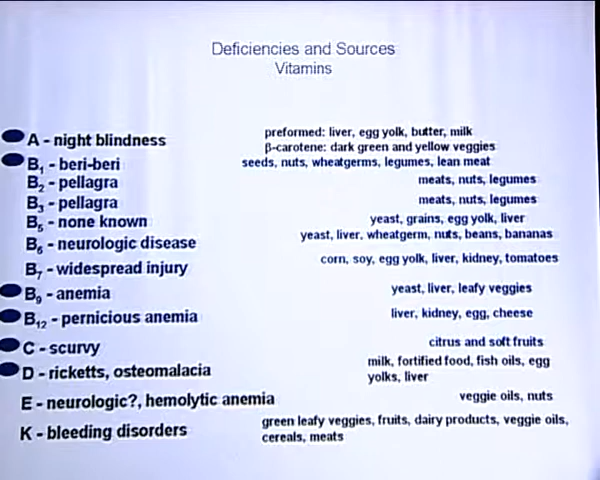 Deficiencies and Sources
Vitamins
A - night blindness
preformed: liver, egg yolk, butter, milk
β-carotene: dark green and yellow veggies
B₁ - beri-beri
seeds, nuts, wheatgerms, legumes, lean meat
B₂ - pellagra
meats, nuts, legumes
B₃ - pellagra
meats, nuts, legumes
B₅ - none known
yeast, grains, egg yolk, liver
B₆ - neurologic disease
yeast, liver, wheatgerm, nuts, beans, bananas
B₇ - widespread injury
corn, soy, egg yolk, liver, kidney, tomatoes
B₉ - anemia
yeast, liver, leafy veggies
B₁₂ - pernicious anemia
liver, kidney, egg, cheese
C - scurvy
citrus and soft fruits
D - ricketts, osteomalacia
milk, fortified food, fish oils, egg
yolks, liver
E - neurologic?, hemolytic anemia
veggie oils, nuts
K - bleeding disorders
green leafy veggies, fruits, dairy products, veggie oils,
cereals, meats